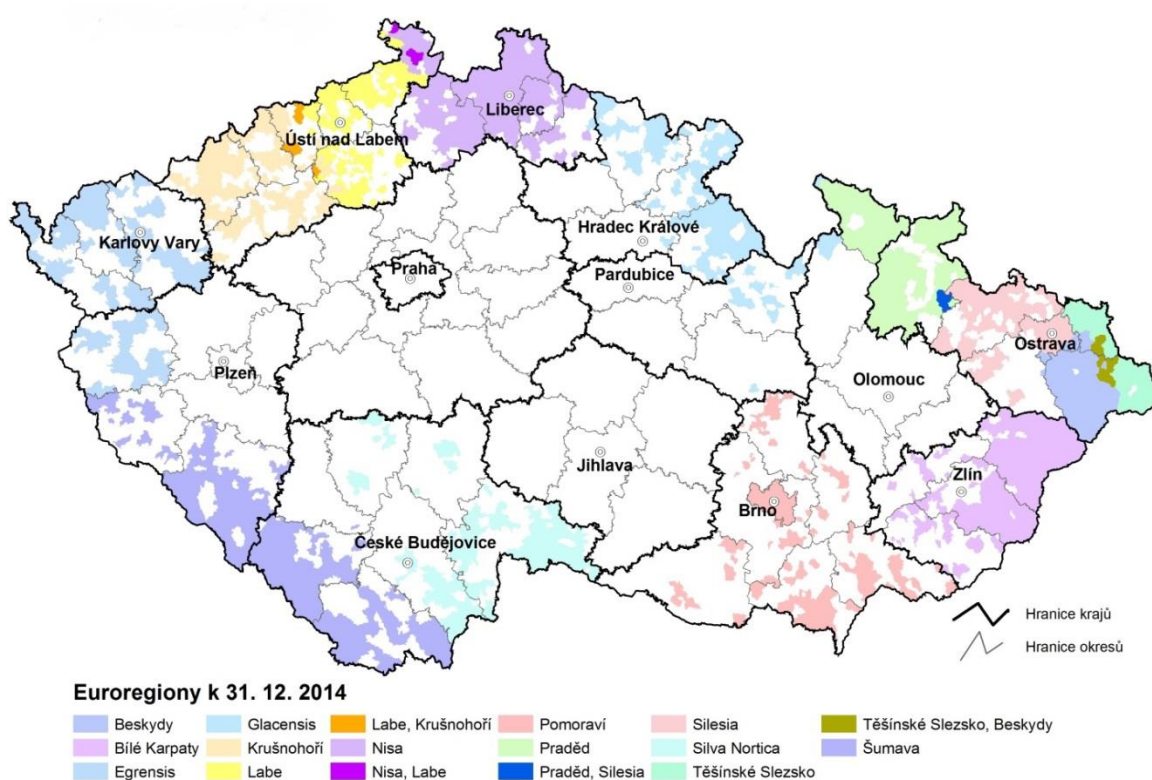 Liberec
Ústí nad Labem
Karlovy Vary
Hradec Králové
Praha
Pardubice
Ostrava
Plzeň
Olomouc
Jihlava
Zlín
Brno
České Budějovice
Hranice krajů
Hranice okresů
Euroregiony k 31. 12. 2014
Beskydy
Glacensis
Labe, Krušnohoří
Pomoraví
Silesia
Těšínské Slezsko, Beskydy
Bílé Karpaty
Krušnohoří
Nisa
Praděd
Silva Nortica
Šumava
Egrensis
Labe
Nisa, Labe
Praděd, Silesia
Těšínské Slezsko